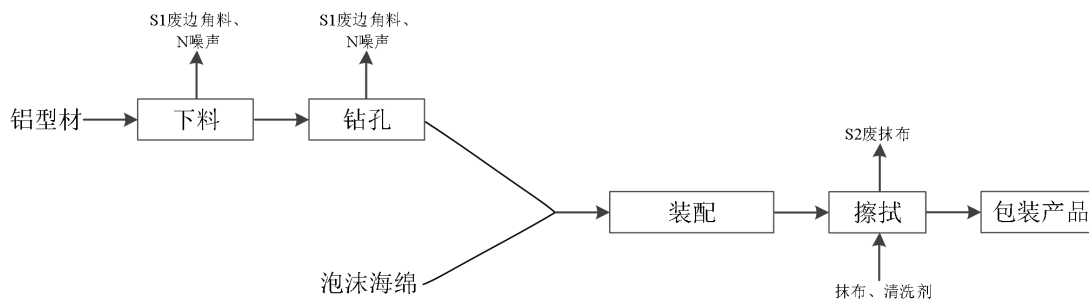 S1废边角料、
N噪声
S1废边角料、
N噪声
铝型材
下料
钻孔
S2废抹布
装配
擦拭
包装产品
泡沫海绵
抹布、清洗剂